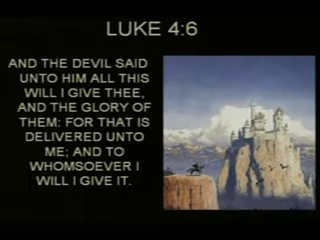 LUKE 4:6
AND THE DEVIL SAID
UNTO HIM ALL THIS
WILL I GIVE THEE,
AND THE GLORY OF
THEM: FOR THAT IS
DELIVERED UNTO
ME; AND TO
WHOMSOEVER I
WILL I GIVE IT.